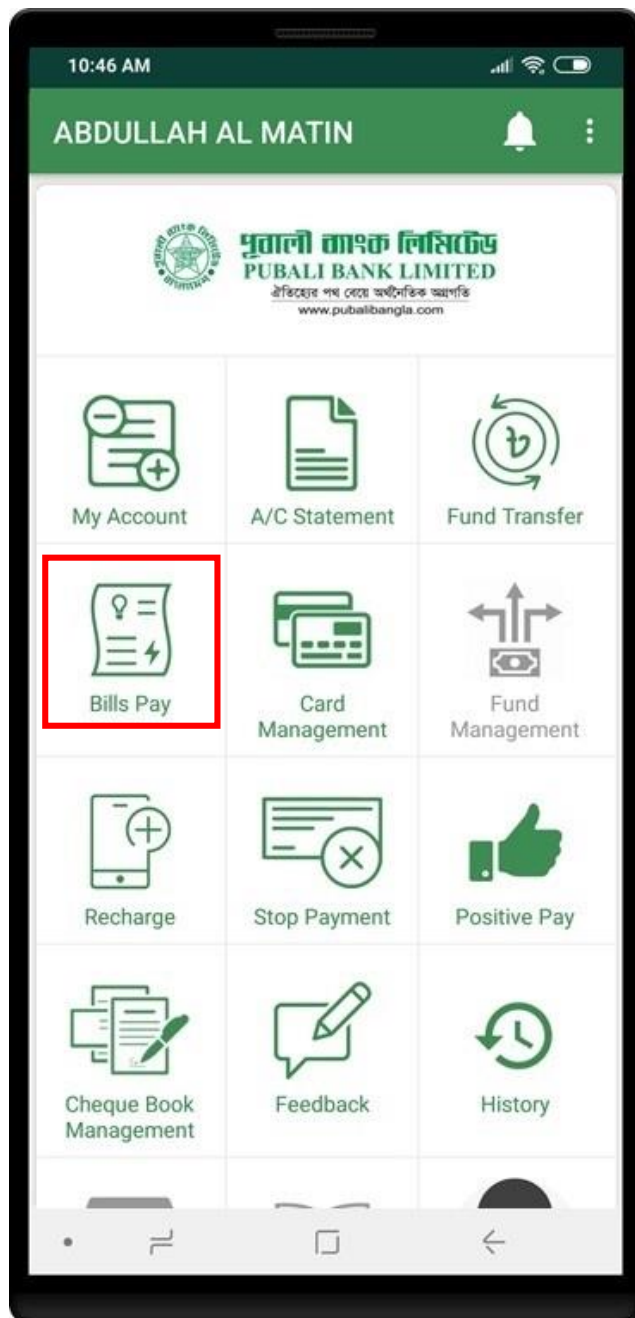 10:46 AM
ABDULLAH AL MATIN
পূবালী ব্যাংক লিমিটেড
PUBALI BANK LIMITED
ঐতিহ্যের পথ বেয়ে অর্থনৈতিক অগ্রগতি
www.pubalibangla.com
My Account
A/C Statement
Fund Transfer
Bills Pay
Card
Management
Fund
Management
Recharge
Stop Payment
Positive Pay
Cheque Book
Management
Feedback
History